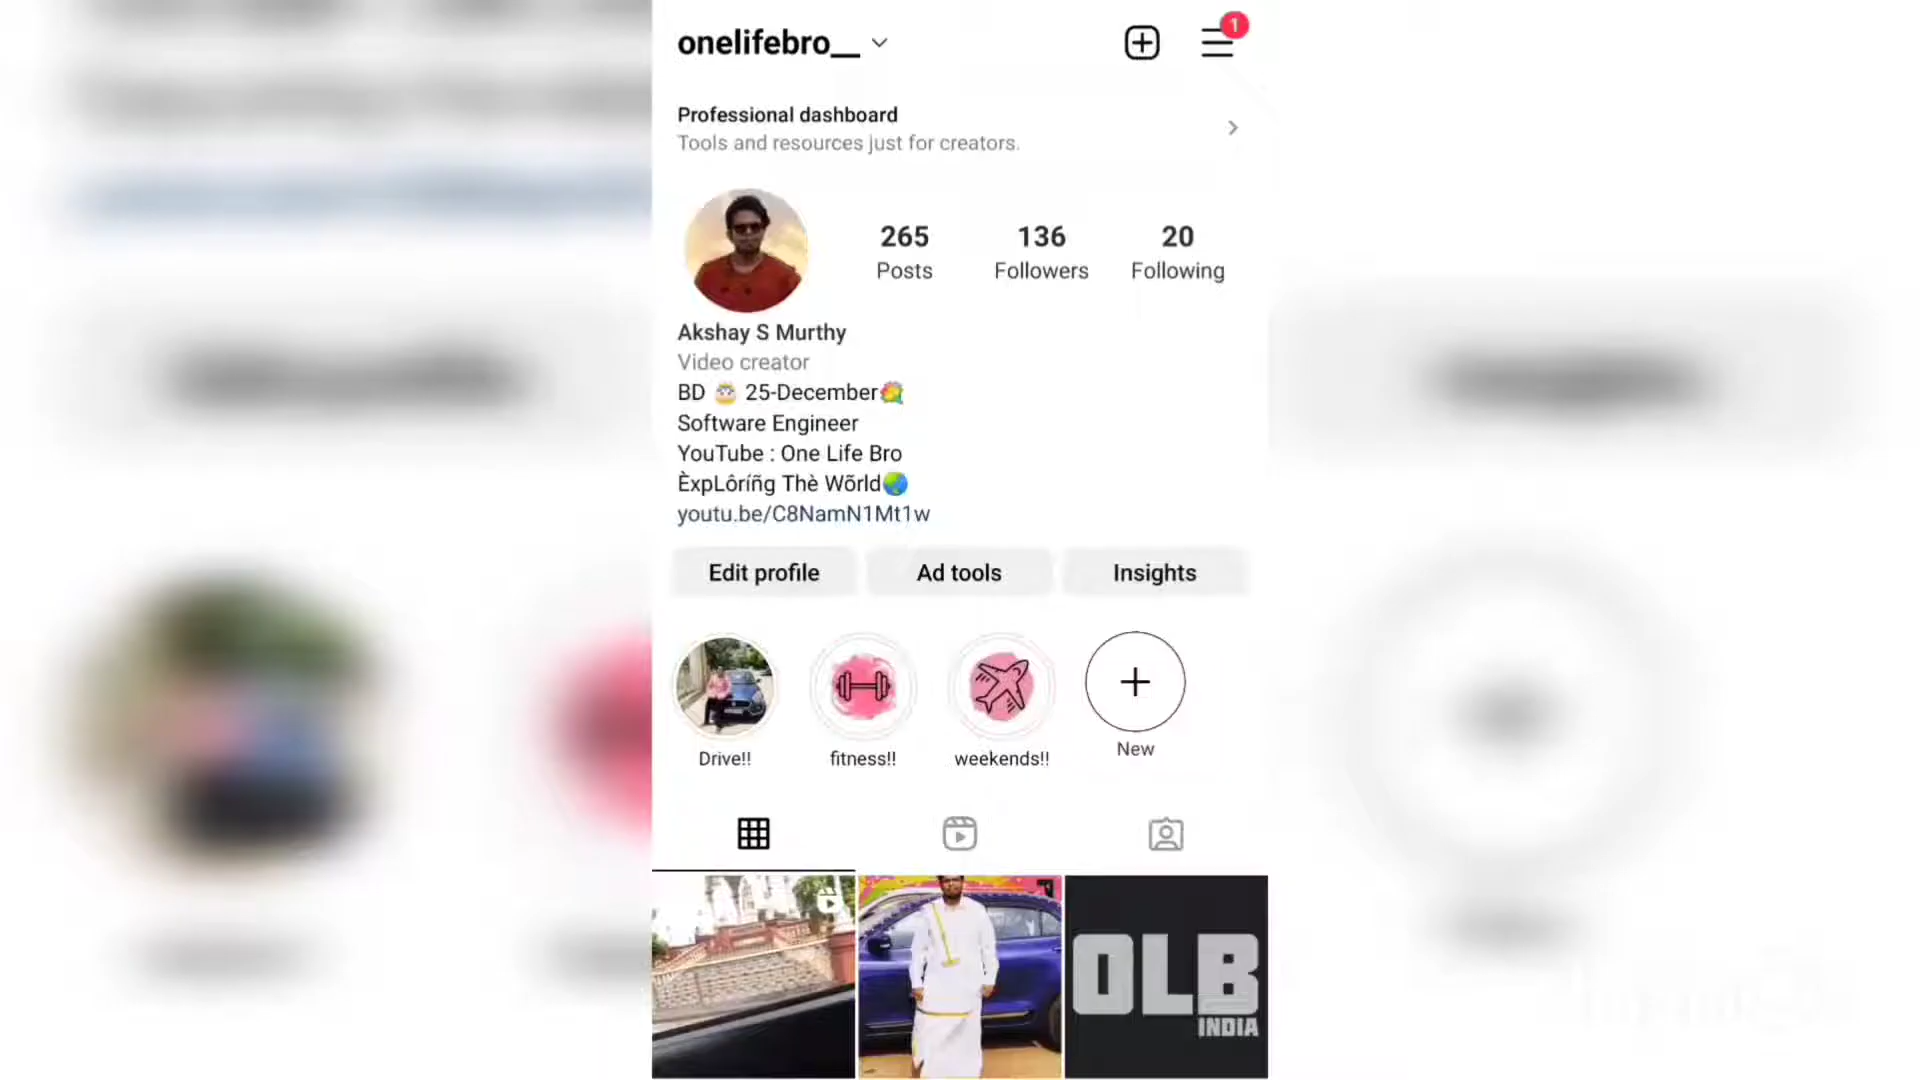 onelifebro__
1
Professional dashboard
Tools and resources just for creators.
265
136
20
Posts
Followers
Following
Akshay S Murthy
Video creator
BD 🎂 25-December💐
Software Engineer
YouTube : One Life Bro
ÈxpLôríñg Thè Wõrld🌏
youtu.be/C8NamN1Mt1w
Edit profile
Ad tools
Insights
Drive!!
fitness!!
weekends!!
New
OLB
INDIA